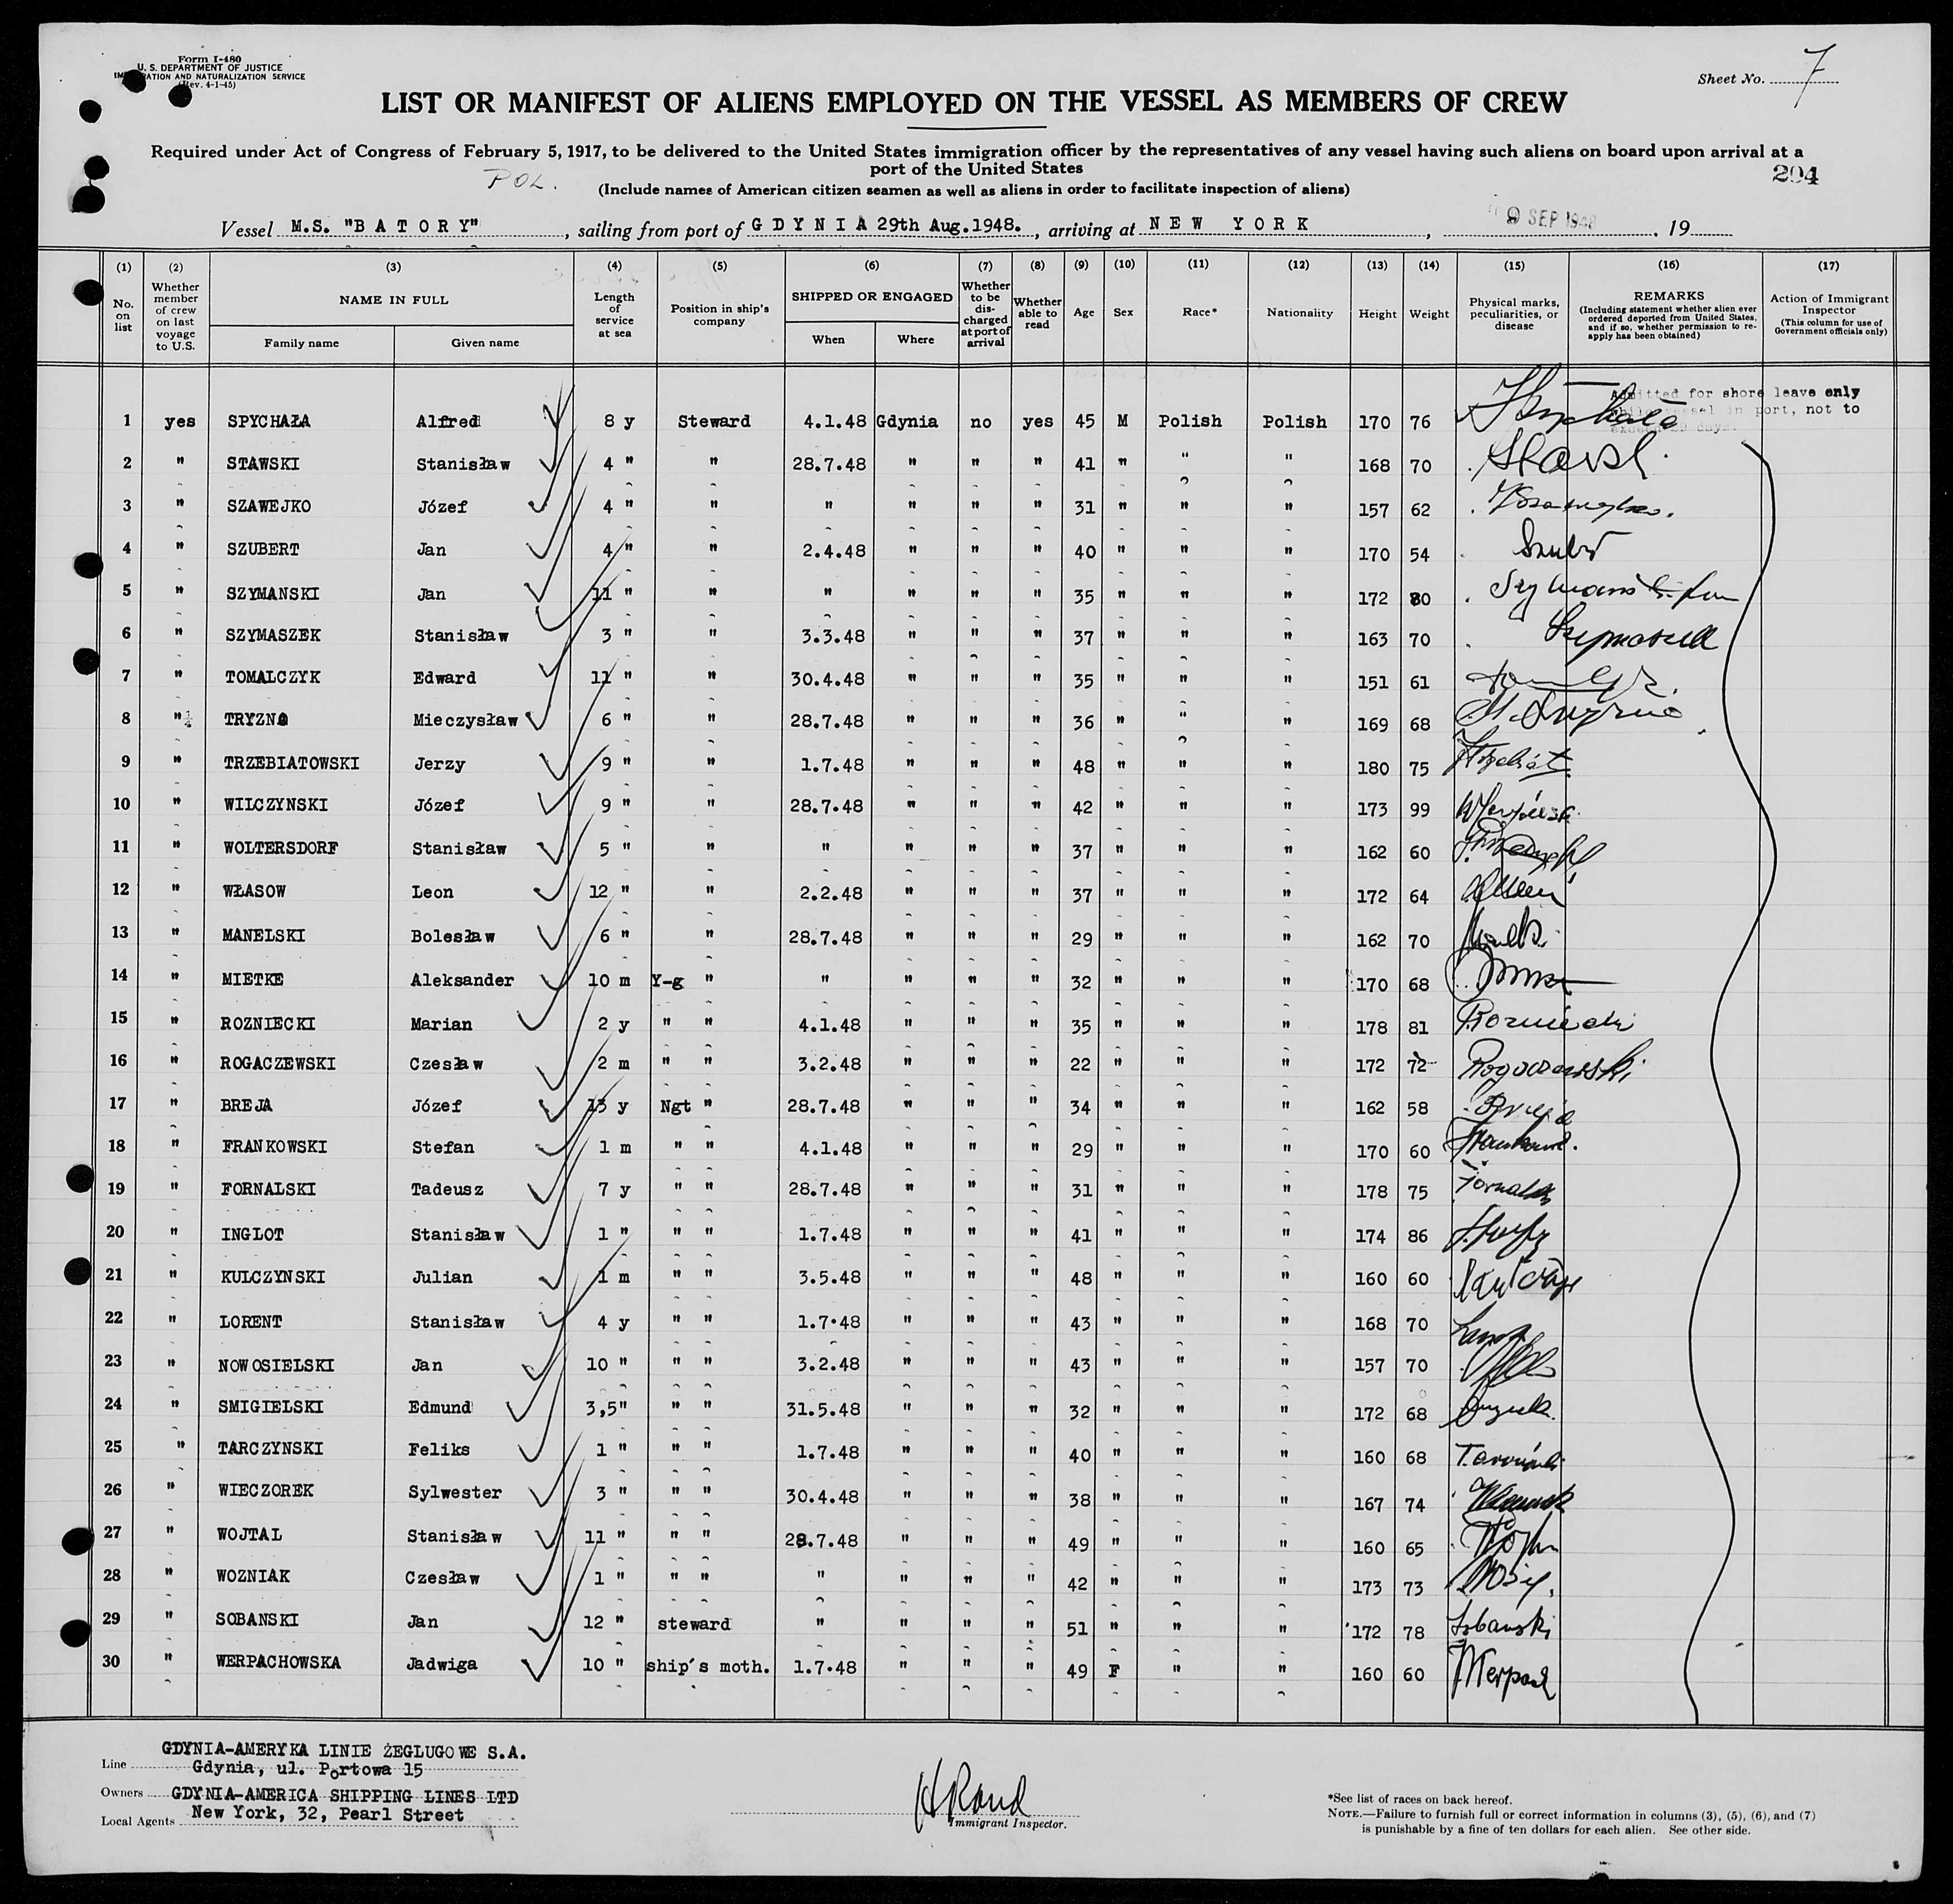 Form I-480
U. S. DEPARTMENT OF JUSTICE
IMMIGRATION AND NATURALIZATION SERVICE
(Rev. 4-1-45)
Sheet No. 7
LIST OR MANIFEST OF ALIENS EMPLOYED ON THE VESSEL AS MEMBERS OF CREW
Required under Act of Congress of February 5, 1917, to be delivered to the United States immigration officer by the representatives of any vessel having such aliens on board upon arrival at a
port of the United States
204
POL.
(Include names of American citizen seamen as well as aliens in order to facilitate inspection of aliens)
Vessel M.S. "BATORY", sailing from port of GDYNIA 29th Aug.1948., arriving at NEW YORK, 9 SEP 1948, 19
(1) (2) (3) (4) (5) (6) (7) (8) (9) (10) (11) (12) (13) (14) (15) (16) (17)
No. on list Whether member of crew on last voyage to U.S. NAME IN FULL Family name Given name Length of service at sea Position in ship's company SHIPPED OR ENGAGED When Where Whether to be discharged at port of arrival Whether able to read Age Sex Race* Nationality Height Weight Physical marks, peculiarities, or disease REMARKS (Including statement whether alien ever ordered deported from United States, and if so, whether permission to reapply has been obtained) Action of Immigrant Inspector (This column for use of Government officials only)
Admitted for shore leave only
while vessel in port, not to
exceed 29 days.
1 yes SPYCHAŁA Alfred 8 y Steward 4.1.48 Gdynia no yes 45 M Polish Polish 170 76
2 " STAWSKI Stanisław 4 " " 28.7.48 " " " 41 " " " 168 70
3 " SZAWEJKO Józef 4 " " " " " " 31 " " " 157 62
4 " SZUBERT Jan 4 " " 2.4.48 " " " 40 " " " 170 54
5 " SZYMANSKI Jan 11 " " " " " " 35 " " " 172 80
6 " SZYMASZEK Stanisław 3 " " 3.3.48 " " " 37 " " " 163 70
7 " TOMALCZYK Edward 11 " " 30.4.48 " " " 35 " " " 151 61
8 " TRYZNA Mieczysław 6 " " 28.7.48 " " " 36 " " " 169 68
9 " TRZEBIATOWSKI Jerzy 9 " " 1.7.48 " " " 48 " " " 180 75
10 " WILCZYNSKI Józef 9 " " 28.7.48 " " " 42 " " " 173 99
11 " WOLTERSDORF Stanisław 5 " " " " " " 37 " " " 162 60
12 " WŁASOW Leon 12 " " 2.2.48 " " " 37 " " " 172 64
13 " MANELSKI Bolesław 6 " " 28.7.48 " " " 29 " " " 162 70
14 " MIETKE Aleksander 10 m Y-g " " " " " 32 " " " 170 68
15 " ROZNIECKI Marian 2 y " " 4.1.48 " " " 35 " " " 178 81
16 " ROGACZEWSKI Czesław 2 m " " 3.2.48 " " " 22 " " " 172 72
17 " BREJA Józef 13 y Ngt " 28.7.48 " " " 34 " " " 162 58
18 " FRANKOWSKI Stefan 1 m " " 4.1.48 " " " 29 " " " 170 60
19 " FORNALSKI Tadeusz 7 y " " 28.7.48 " " " 31 " " " 178 75
20 " INGLOT Stanisław 1 " " " 1.7.48 " " " 41 " " " 174 86
21 " KULCZYNSKI Julian 1 m " " 3.5.48 " " " 48 " " " 160 60
22 " LORENT Stanisław 4 y " " 1.7.48 " " " 43 " " " 168 70
23 " NOWOSIELSKI Jan 10 " " " 3.2.48 " " " 43 " " " 157 70
24 " SMIGIELSKI Edmund 3,5" " " 31.5.48 " " " 32 " " " 172 68
25 " TARCZYNSKI Feliks 1 " " " 1.7.48 " " " 40 " " " 160 68
26 " WIECZOREK Sylwester 3 " " " 30.4.48 " " " 38 " " " 167 74
27 " WOJTAL Stanisław 11 " " " 28.7.48 " " " 49 " " " 160 65
28 " WOZNIAK Czesław 1 " " " " " " " 42 " " " 173 73
29 " SOBANSKI Jan 12 " steward " " " " 51 " " " 172 78 Sobanski
30 " WERPACHOWSKA Jadwiga 10 " ship's moth. 1.7.48 " " " 49 F " " 160 60
Line GDYNIA-AMERYKA LINIE ŻEGLUGOWE S.A.
Gdynia, ul. Portowa 15
Owners GDYNIA-AMERICA SHIPPING LINES LTD
Local Agents New York, 32, Pearl Street
Immigrant Inspector.
*See list of races on back hereof.
NOTE.—Failure to furnish full or correct information in columns (3), (5), (6), and (7)
is punishable by a fine of ten dollars for each alien. See other side.